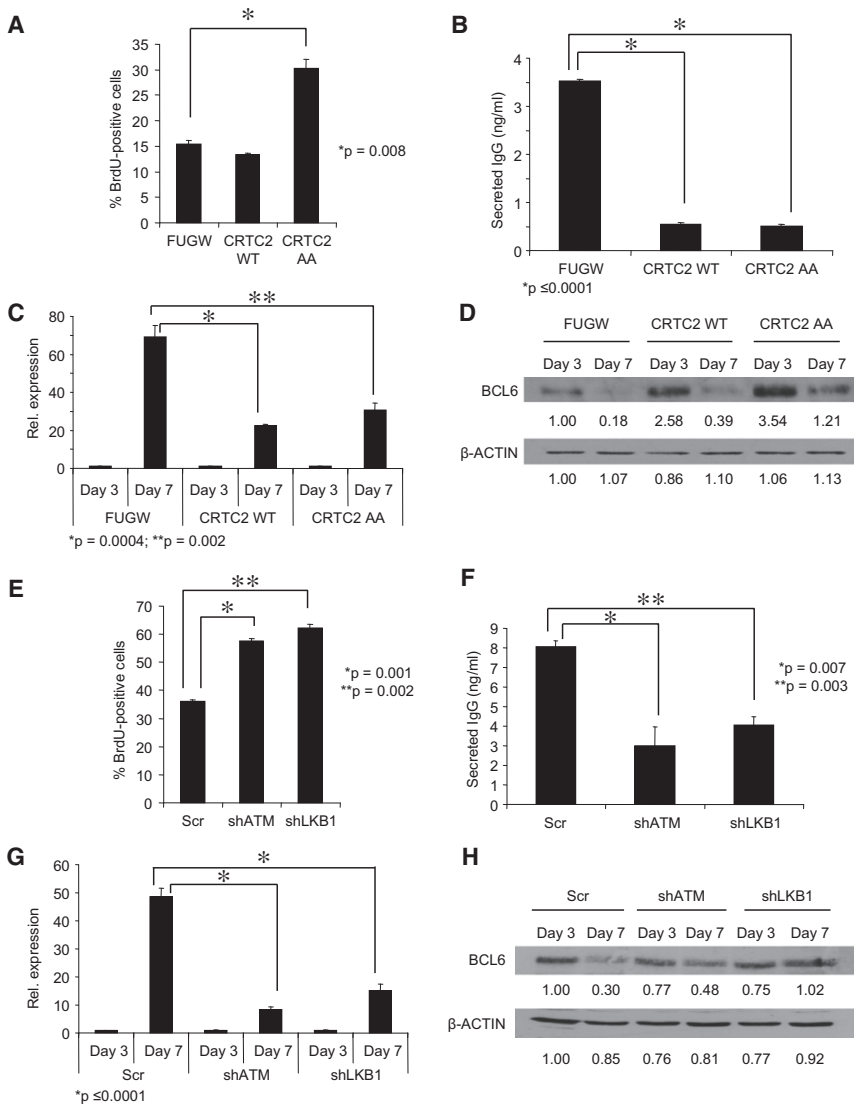 A
*
% BrdU-positive cells
35
30
25
20
15
10
5
0
FUGW
CRTC2 WT
CRTC2 AA
*p = 0.008
B
*
*
Secreted IgG (ng/ml)
4
3
2
1
0
FUGW
CRTC2 WT
CRTC2 AA
*p ≤0.0001
C
**
*
Rel. expression
80
60
40
20
0
Day 3
Day 7
Day 3
Day 7
Day 3
Day 7
FUGW
CRTC2 WT
CRTC2 AA
*p = 0.0004; **p = 0.002
D
FUGW
CRTC2 WT
CRTC2 AA
Day 3 Day 7 Day 3 Day 7 Day 3 Day 7
BCL6
1.00 0.18 2.58 0.39 3.54 1.21
β-ACTIN
1.00 1.07 0.86 1.10 1.06 1.13
E
**
*
% BrdU-positive cells
70
60
50
40
30
20
10
0
Scr
shATM
shLKB1
*p = 0.001
**p = 0.002
F
**
*
Secreted IgG (ng/ml)
9
8
7
6
5
4
3
2
1
0
Scr
shATM
shLKB1
*p = 0.007
**p = 0.003
G
*
*
Rel. expression
60
50
40
30
20
10
0
Day 3
Day 7
Day 3
Day 7
Day 3
Day 7
Scr
shATM
shLKB1
*p ≤0.0001
H
Scr
shATM
shLKB1
Day 3 Day 7 Day 3 Day 7 Day 3 Day 7
BCL6
1.00 0.30 0.77 0.48 0.75 1.02
β-ACTIN
1.00 0.85 0.76 0.81 0.77 0.92